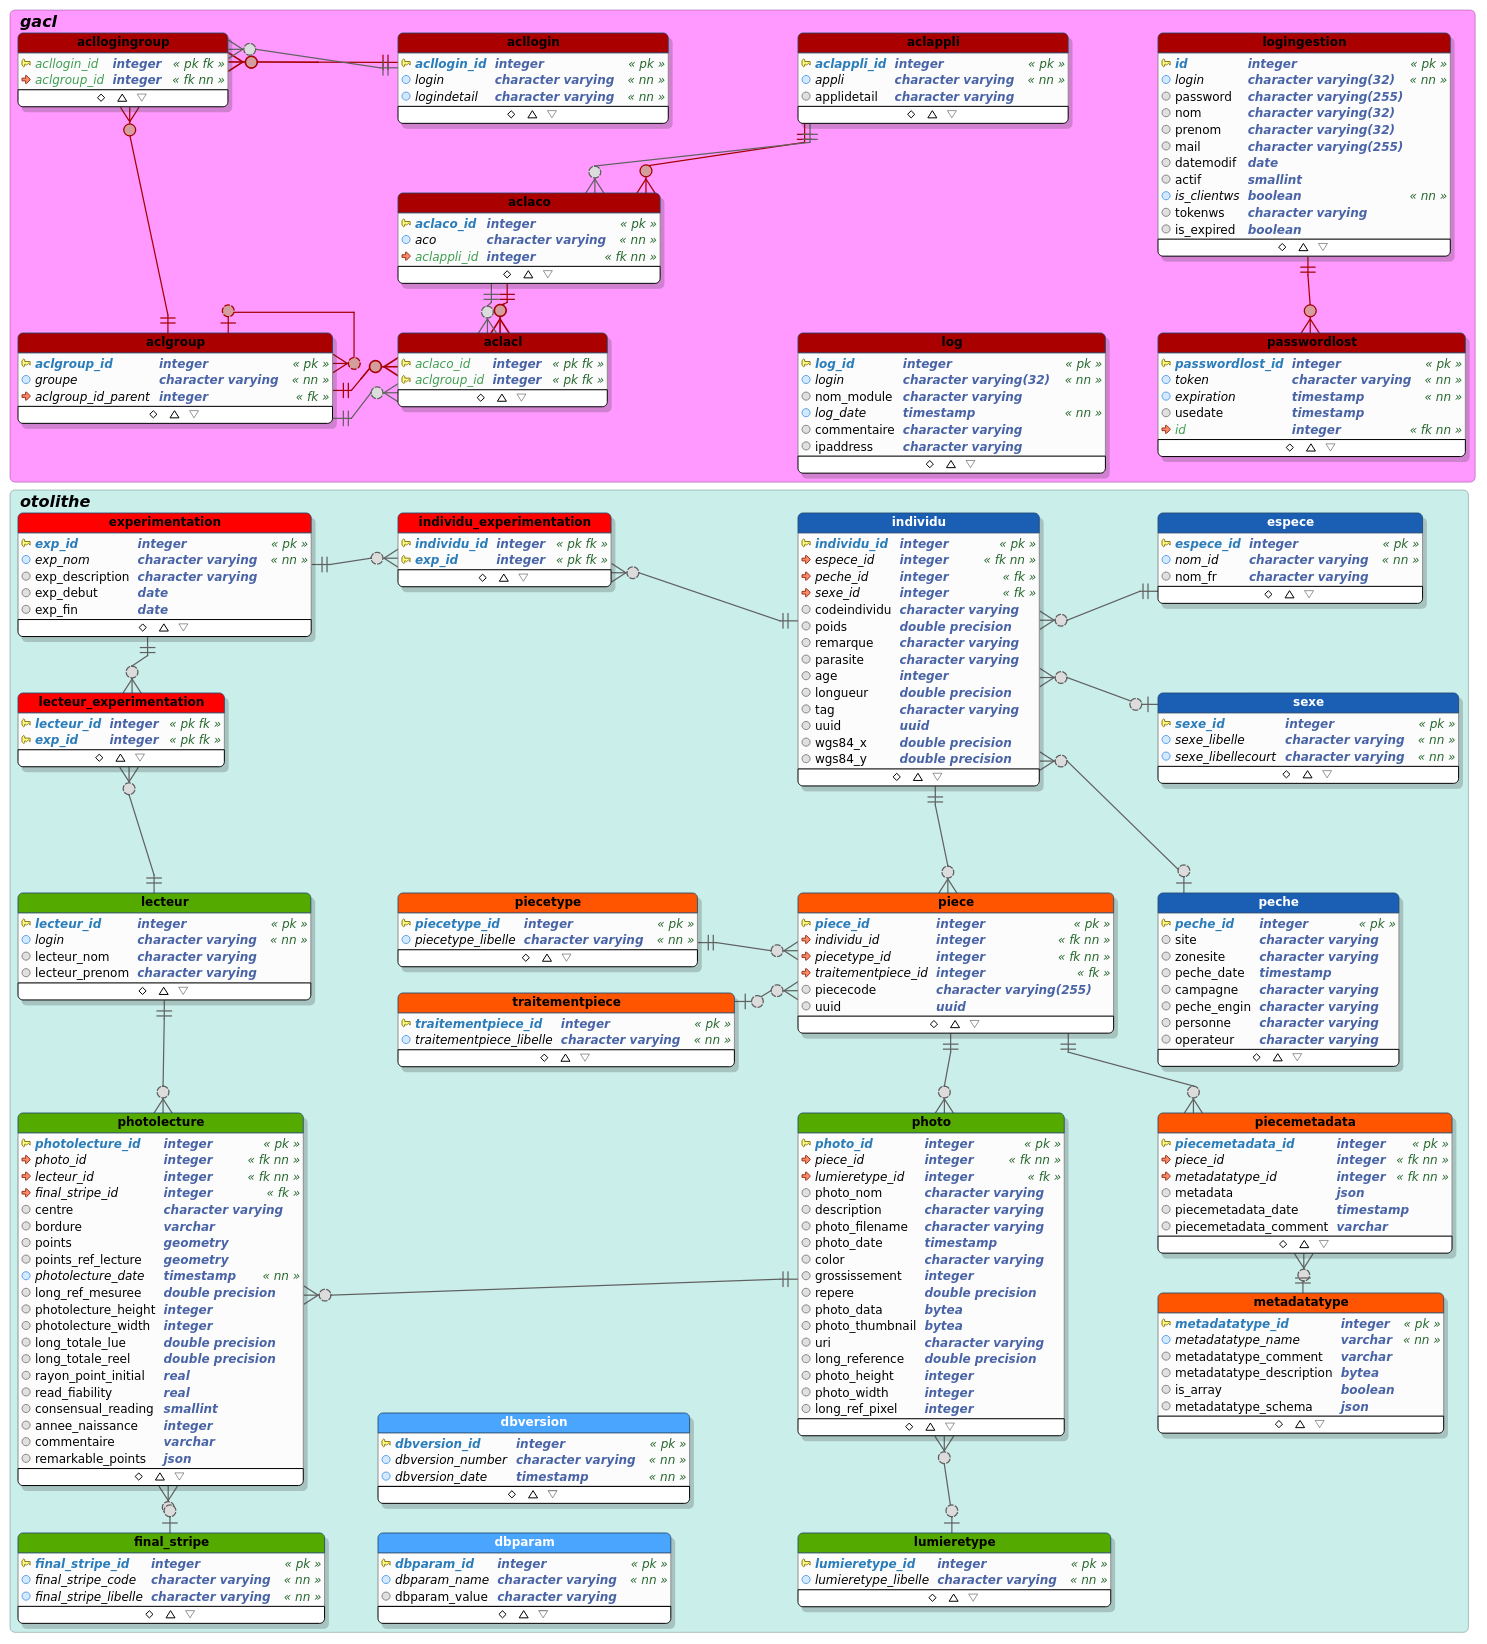 gacl
acllogingroup
acllogin_id integer « pk fk »
aclgroup_id integer « fk nn »
acllogin
acllogin_id integer « pk »
login character varying « nn »
logindetail character varying « nn »
aclappli
aclappli_id integer « pk »
appli character varying « nn »
applidetail character varying
logingestion
id integer « pk »
login character varying(32) « nn »
password character varying(255)
nom character varying(32)
prenom character varying(32)
mail character varying(255)
datemodif date
actif smallint
is_clientws boolean « nn »
tokenws character varying
is_expired boolean
aclaco
aclaco_id integer « pk »
aco character varying « nn »
aclappli_id integer « fk nn »
aclgroup
aclgroup_id integer « pk »
groupe character varying « nn »
aclgroup_id_parent integer « fk »
aclacl
aclaco_id integer « pk fk »
aclgroup_id integer « pk fk »
log
log_id integer « pk »
login character varying(32) « nn »
nom_module character varying
log_date timestamp « nn »
commentaire character varying
ipaddress character varying
passwordlost
passwordlost_id integer « pk »
token character varying « nn »
expiration timestamp « nn »
usedate timestamp
id integer « fk nn »
otolithe
experimentation
exp_id integer « pk »
exp_nom character varying « nn »
exp_description character varying
exp_debut date
exp_fin date
individu_experimentation
individu_id integer « pk fk »
exp_id integer « pk fk »
individu
individu_id integer « pk »
espece_id integer « fk nn »
peche_id integer « fk »
sexe_id integer « fk »
codeindividu character varying
poids double precision
remarque character varying
parasite character varying
age integer
longueur double precision
tag character varying
uuid uuid
wgs84_x double precision
wgs84_y double precision
espece
espece_id integer « pk »
nom_id character varying « nn »
nom_fr character varying
lecteur_experimentation
lecteur_id integer « pk fk »
exp_id integer « pk fk »
sexe
sexe_id integer « pk »
sexe_libelle character varying « nn »
sexe_libellecourt character varying « nn »
lecteur
lecteur_id integer « pk »
login character varying « nn »
lecteur_nom character varying
lecteur_prenom character varying
piecetype
piecetype_id integer « pk »
piecetype_libelle character varying « nn »
piece
piece_id integer « pk »
individu_id integer « fk nn »
piecetype_id integer « fk nn »
traitementpiece_id integer « fk »
piececode character varying(255)
uuid uuid
peche
peche_id integer « pk »
site character varying
zonesite character varying
peche_date timestamp
campagne character varying
peche_engin character varying
personne character varying
operateur character varying
traitementpiece
traitementpiece_id integer « pk »
traitementpiece_libelle character varying « nn »
photolecture
photolecture_id integer « pk »
photo_id integer « fk nn »
lecteur_id integer « fk nn »
final_stripe_id integer « fk »
centre character varying
bordure varchar
points geometry
points_ref_lecture geometry
photolecture_date timestamp « nn »
long_ref_mesuree double precision
photolecture_height integer
photolecture_width integer
long_totale_lue double precision
long_totale_reel double precision
rayon_point_initial real
read_fiability real
consensual_reading smallint
annee_naissance integer
commentaire varchar
remarkable_points json
photo
photo_id integer « pk »
piece_id integer « fk nn »
lumieretype_id integer « fk »
photo_nom character varying
description character varying
photo_filename character varying
photo_date timestamp
color character varying
grossissement integer
repere double precision
photo_data bytea
photo_thumbnail bytea
uri character varying
long_reference double precision
photo_height integer
photo_width integer
long_ref_pixel integer
piecemetadata
piecemetadata_id integer « pk »
piece_id integer « fk nn »
metadatatype_id integer « fk nn »
metadata json
piecemetadata_date timestamp
piecemetadata_comment varchar
metadatatype
metadatatype_id integer « pk »
metadatatype_name varchar « nn »
metadatatype_comment varchar
metadatatype_description bytea
is_array boolean
metadatatype_schema json
dbversion
dbversion_id integer « pk »
dbversion_number character varying « nn »
dbversion_date timestamp « nn »
final_stripe
final_stripe_id integer « pk »
final_stripe_code character varying « nn »
final_stripe_libelle character varying « nn »
dbparam
dbparam_id integer « pk »
dbparam_name character varying « nn »
dbparam_value character varying
lumieretype
lumieretype_id integer « pk »
lumieretype_libelle character varying « nn »